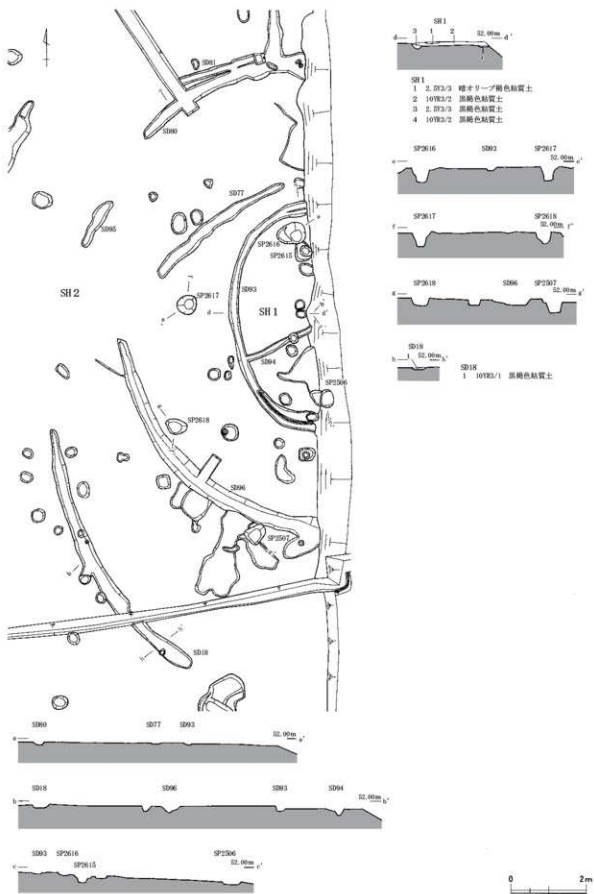 SH1
3 1 2 52.00m
d d'
SH1
1 2.5Y3/3 暗オリーブ褐色粘質土
2 10YR3/2 黒褐色粘質土
3 2.5Y3/3 黒褐色粘質土
4 10YR3/2 黒褐色粘質土
SP2616 SD93 SP2617
52.00m
e e'
SP2617 SP2618
52.00m
f f'
SP2618 SD96 SP2507
52.00m
g g'
SD18
1 52.00m
h h'
SD18
1 10YR3/1 黒褐色粘質土
SD81
SD80
SD77
SD95
SP2616
SP2615
SD93
SH2
SH1
SP2617
d d'
SD94
SP2506
SP2618
SD96
SP2507
SD18
SD80 SD77 SD93
52.00m
a a'
SD18 SD96 SD93 SD94
52.00m
b b'
SD93 SP2616
SP2615 SP2506
52.00m
c c'
0 2m